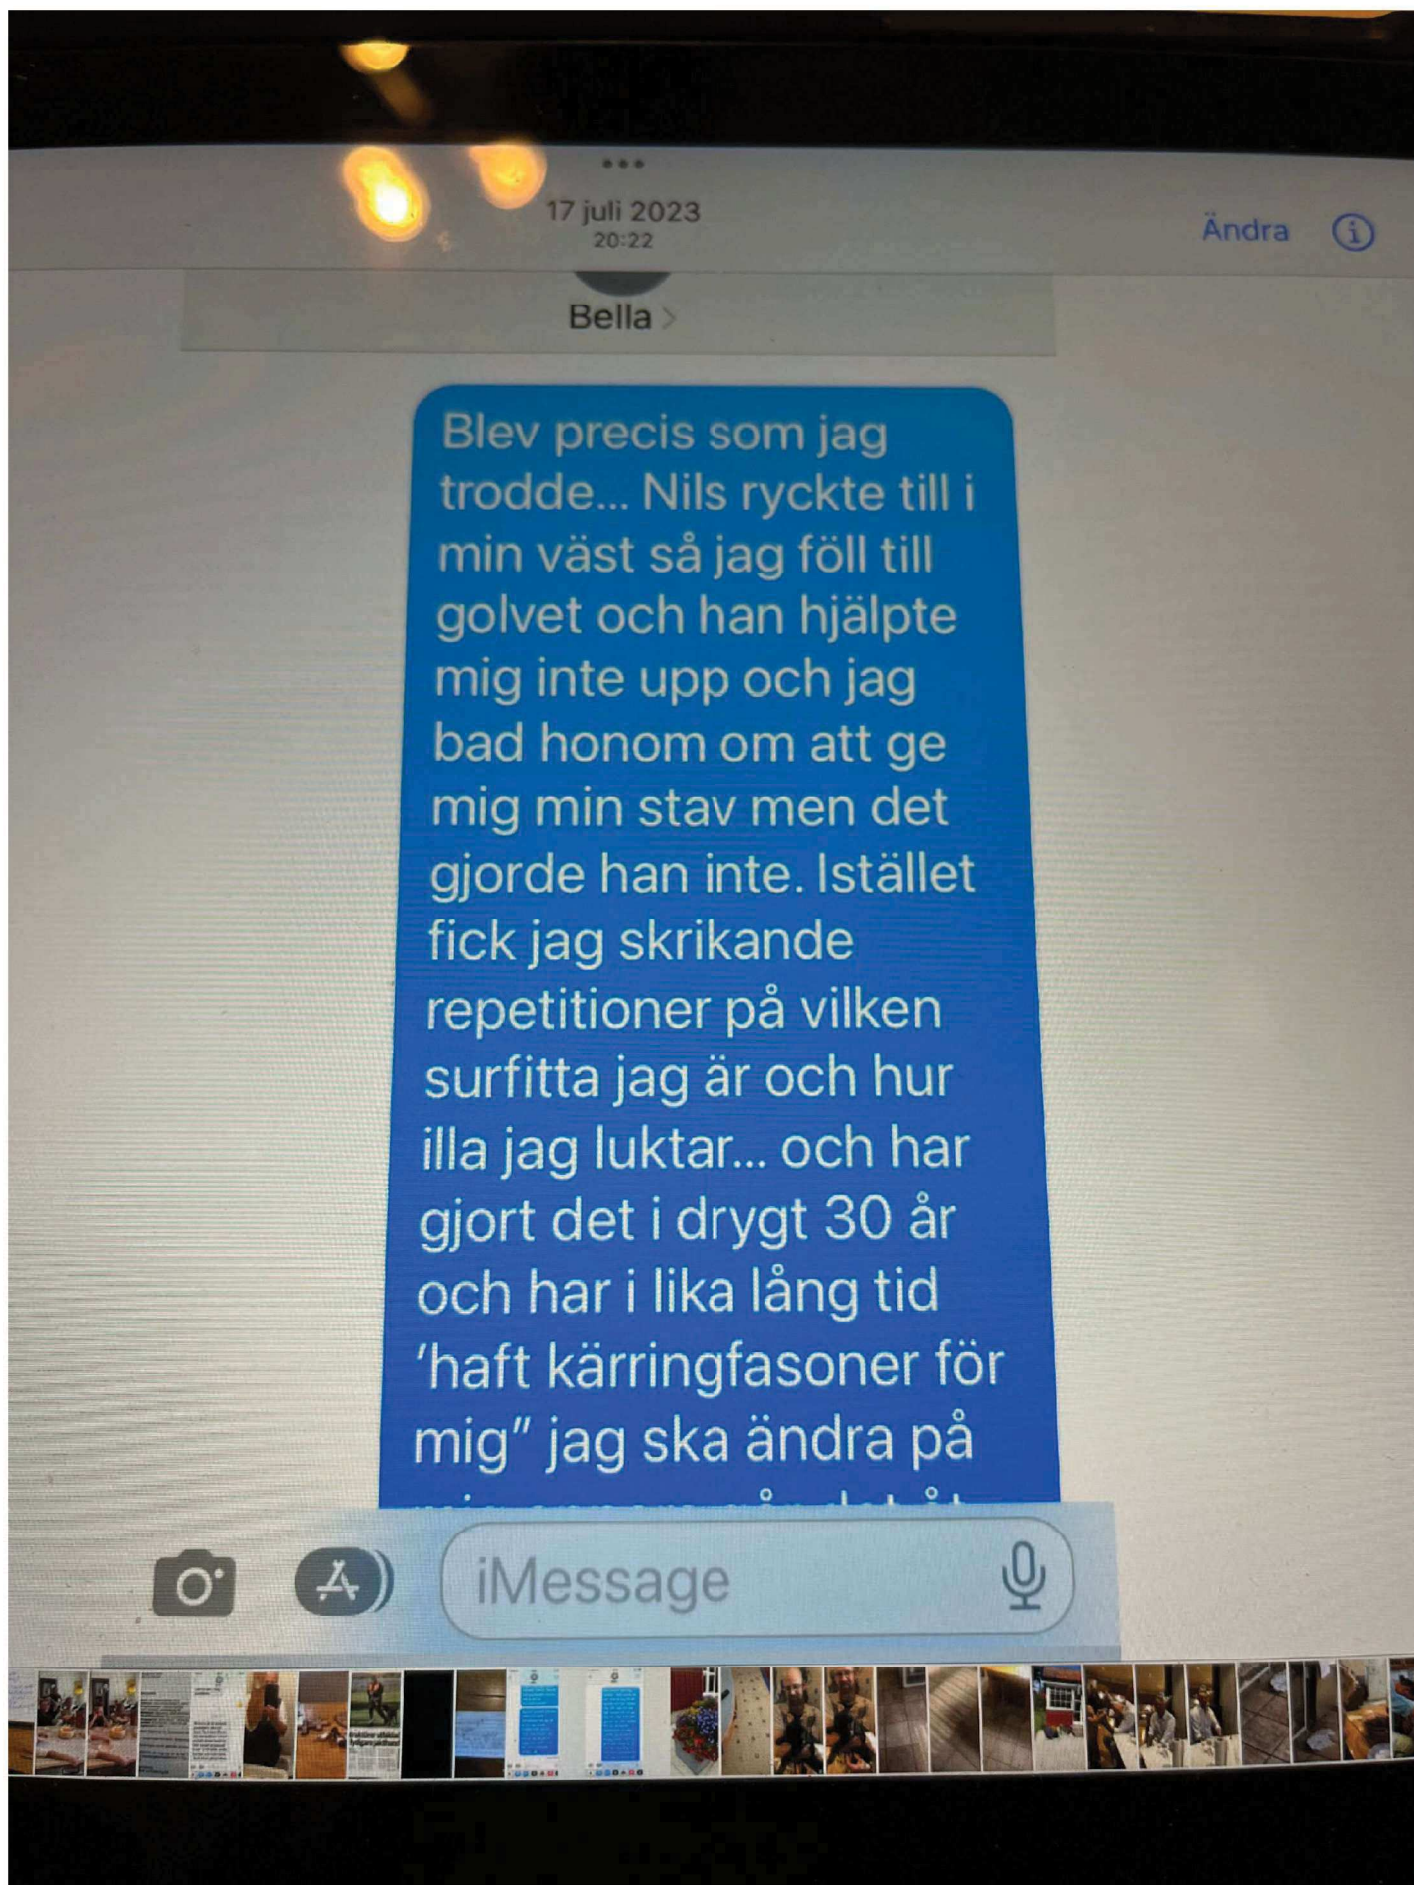 17 juli 2023
20:22
Ändra
Bella
Blev precis som jag
trodde... Nils ryckte till i
min väst så jag föll till
golvet och han hjälpte
mig inte upp och jag
bad honom om att ge
mig min stav men det
gjorde han inte. Istället
fick jag skrikande
repetitioner på vilken
surfitta jag är och hur
illa jag luktar... och har
gjort det i drygt 30 år
och har i lika lång tid
’haft kärringfasoner för
mig” jag ska ändra på
iMessage